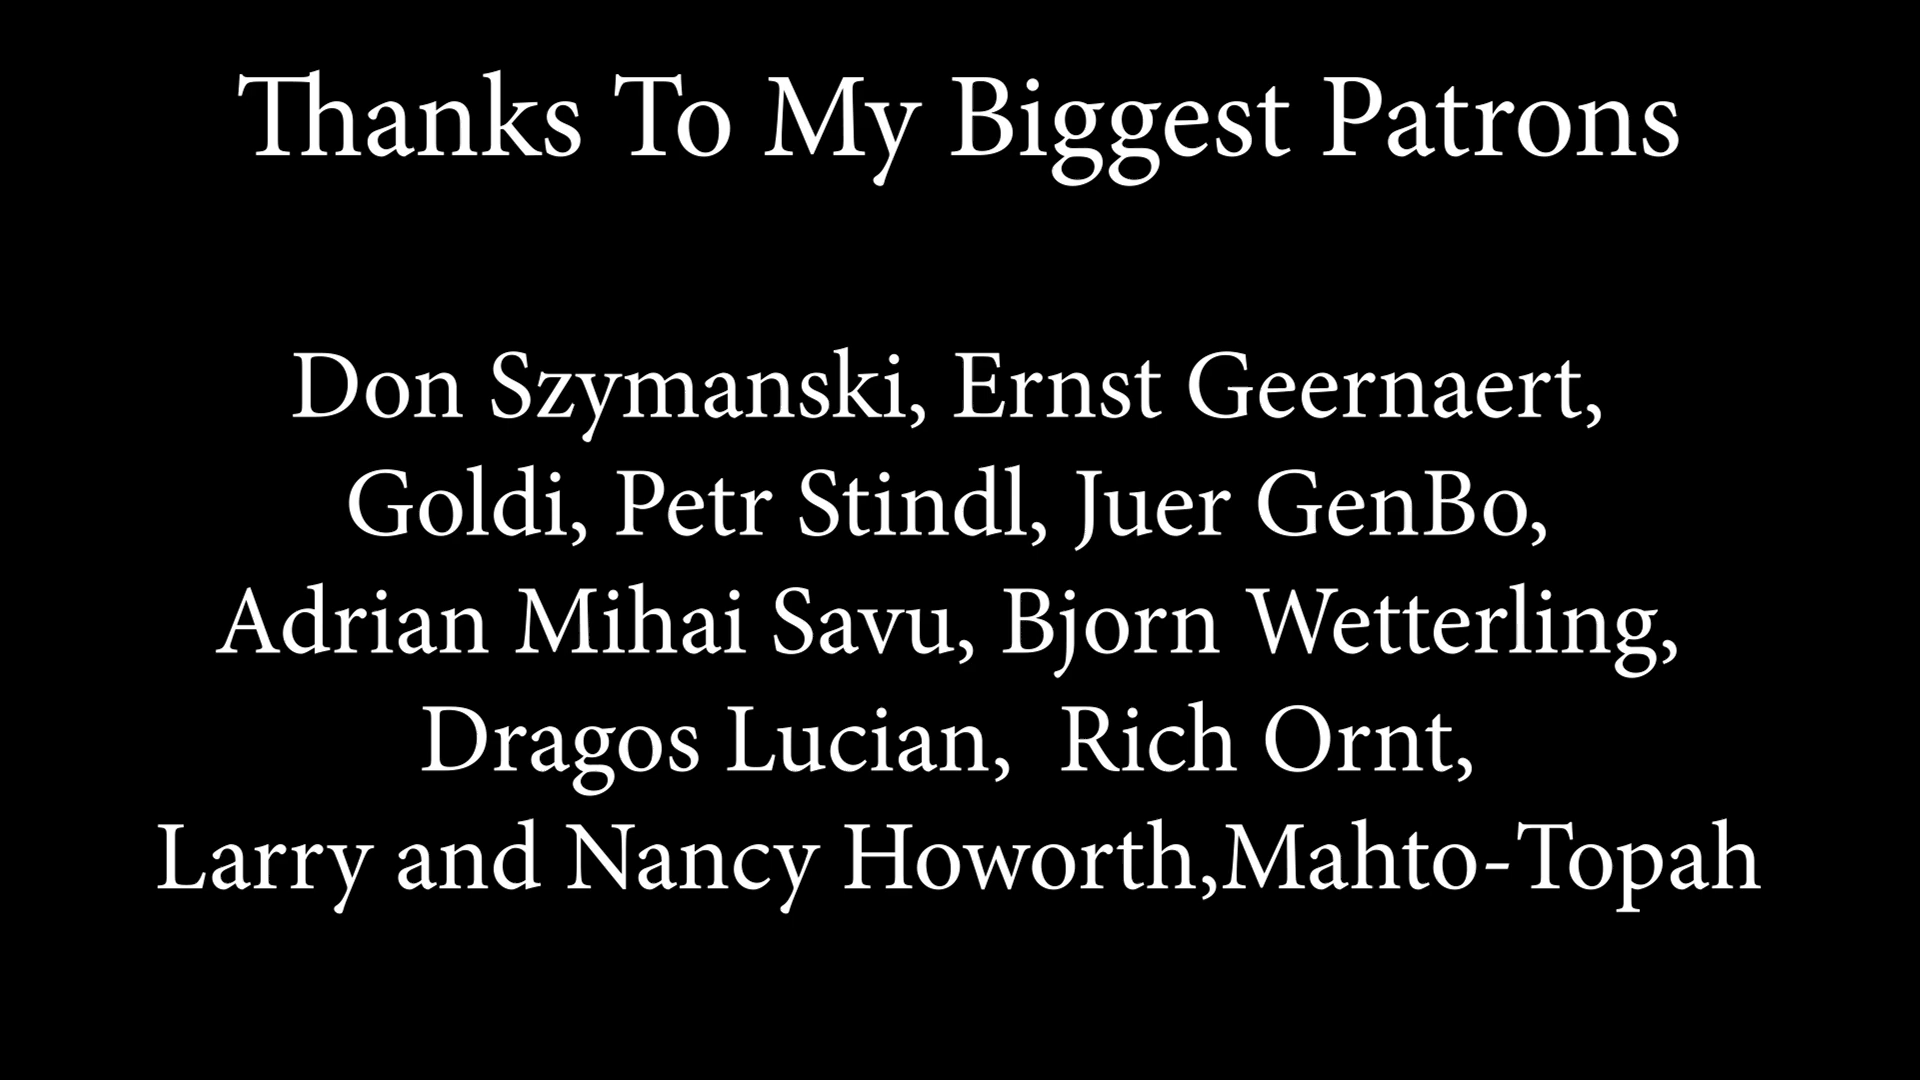 Thanks To My Biggest Patrons
Don Szymanski, Ernst Geernaert,
Goldi, Petr Stindl, Juer GenBo,
Adrian Mihai Savu, Bjorn Wetterling,
Dragos Lucian,  Rich Ornt,
Larry and Nancy Howorth,Mahto-Topah